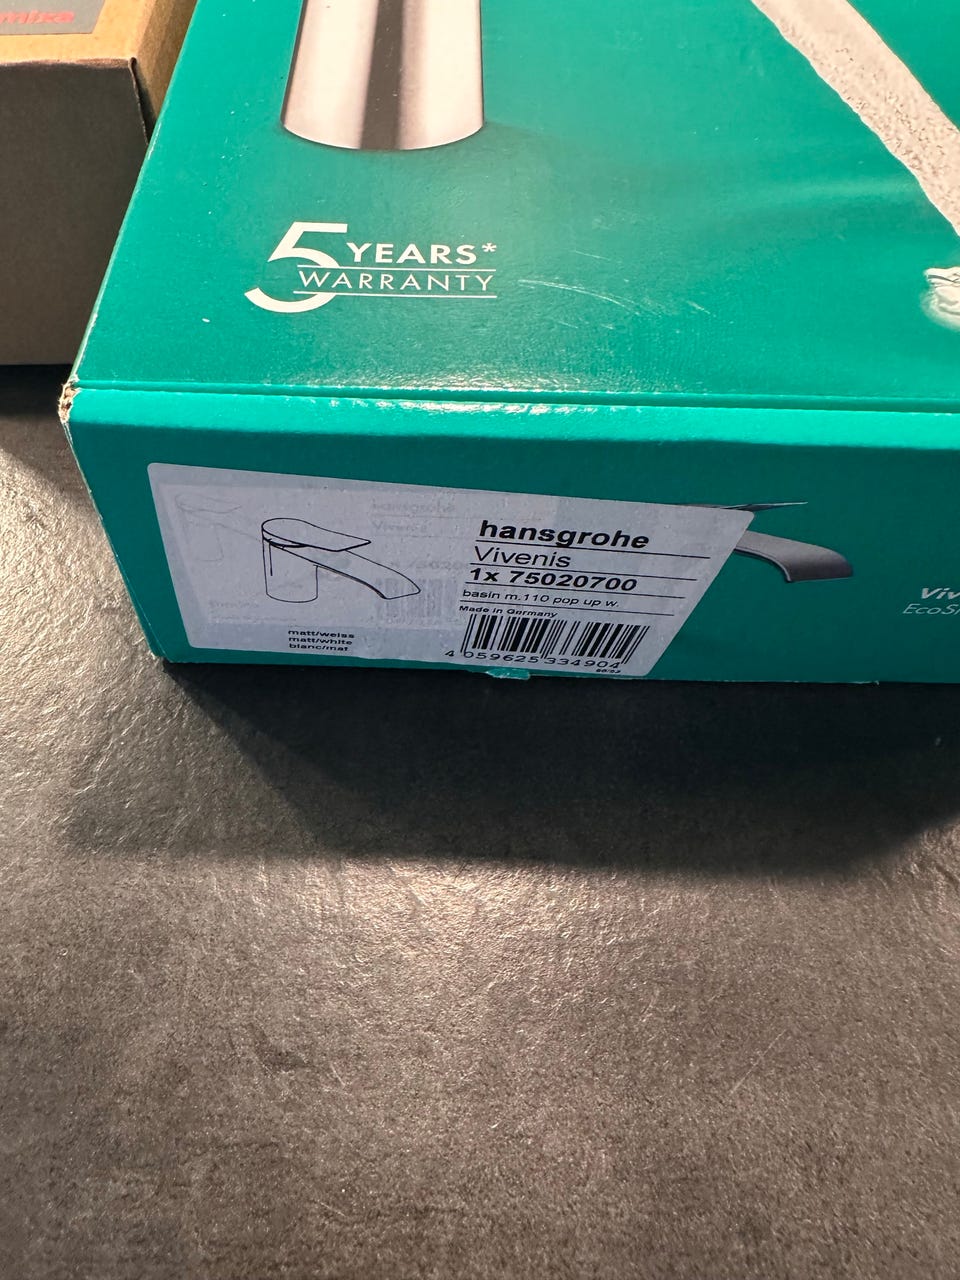 5 YEARS*
WARRANTY
hansgrohe
Vivenis
1x 75020700
basin m.110 pop up w.
Made in Germany
matt/weiss
matt/white
blanc/mat
4 059625 334904